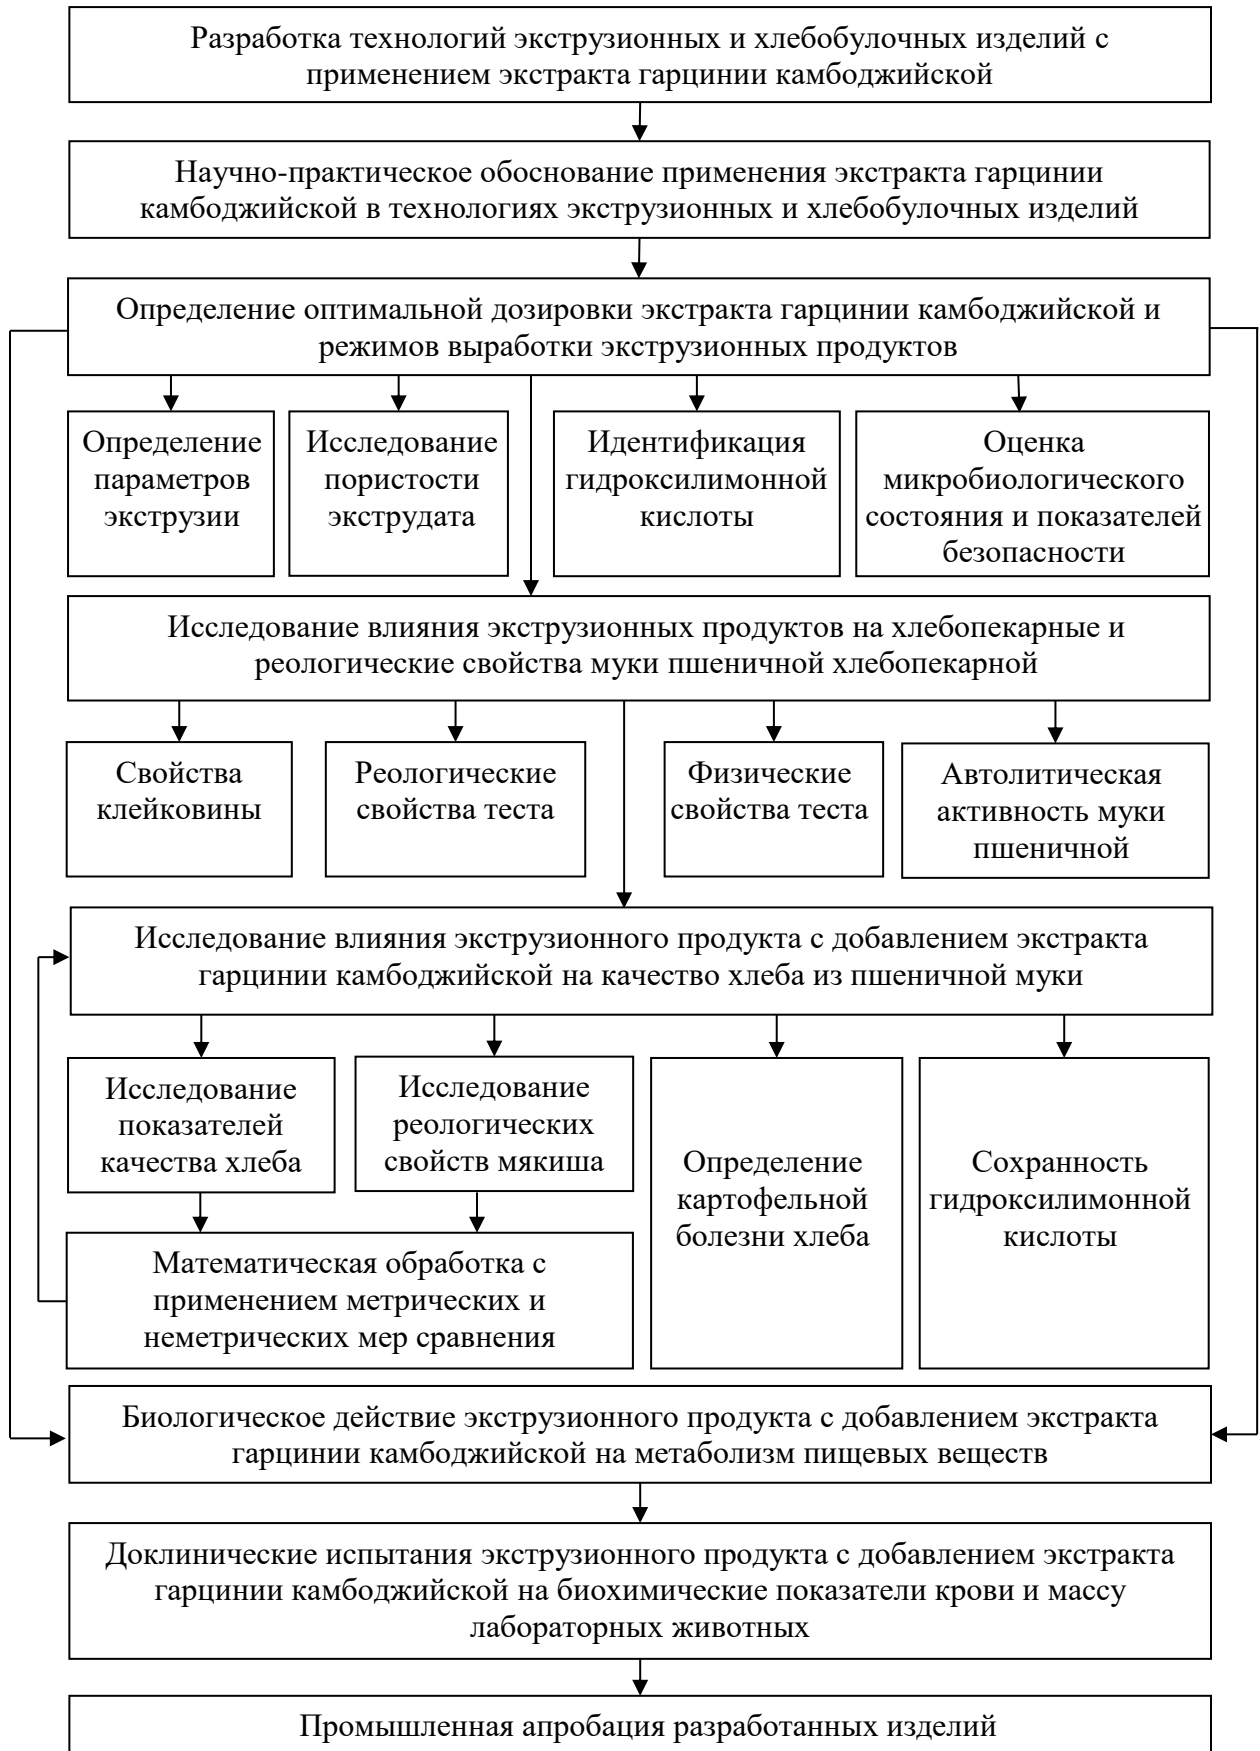 Разработка технологий экструзионных и хлебобулочных изделий с
применением экстракта гарцинии камбоджийской
Научно-практическое обоснование применения экстракта гарцинии
камбоджийской в технологиях экструзионных и хлебобулочных изделий
Определение оптимальной дозировки экстракта гарцинии камбоджийской и
режимов выработки экструзионных продуктов
Определение
параметров
экструзии
Исследование
пористости
экструдата
Идентификация
гидроксилимонной
кислоты
Оценка
микробиологического
состояния и показателей
безопасности
Исследование влияния экструзионных продуктов на хлебопекарные и
реологические свойства муки пшеничной хлебопекарной
Свойства
клейковины
Реологические
свойства теста
Физические
свойства теста
Автолитическая
активность муки
пшеничной
Исследование влияния экструзионного продукта с добавлением экстракта
гарцинии камбоджийской на качество хлеба из пшеничной муки
Исследование
показателей
качества хлеба
Исследование
реологических
свойств мякиша
Определение
картофельной
болезни хлеба
Сохранность
гидроксилимонной
кислоты
Математическая обработка с
применением метрических и
неметрических мер сравнения
Биологическое действие экструзионного продукта с добавлением экстракта
гарцинии камбоджийской на метаболизм пищевых веществ
Доклинические испытания экструзионного продукта с добавлением экстракта
гарцинии камбоджийской на биохимические показатели крови и массу
лабораторных животных
Промышленная апробация разработанных изделий